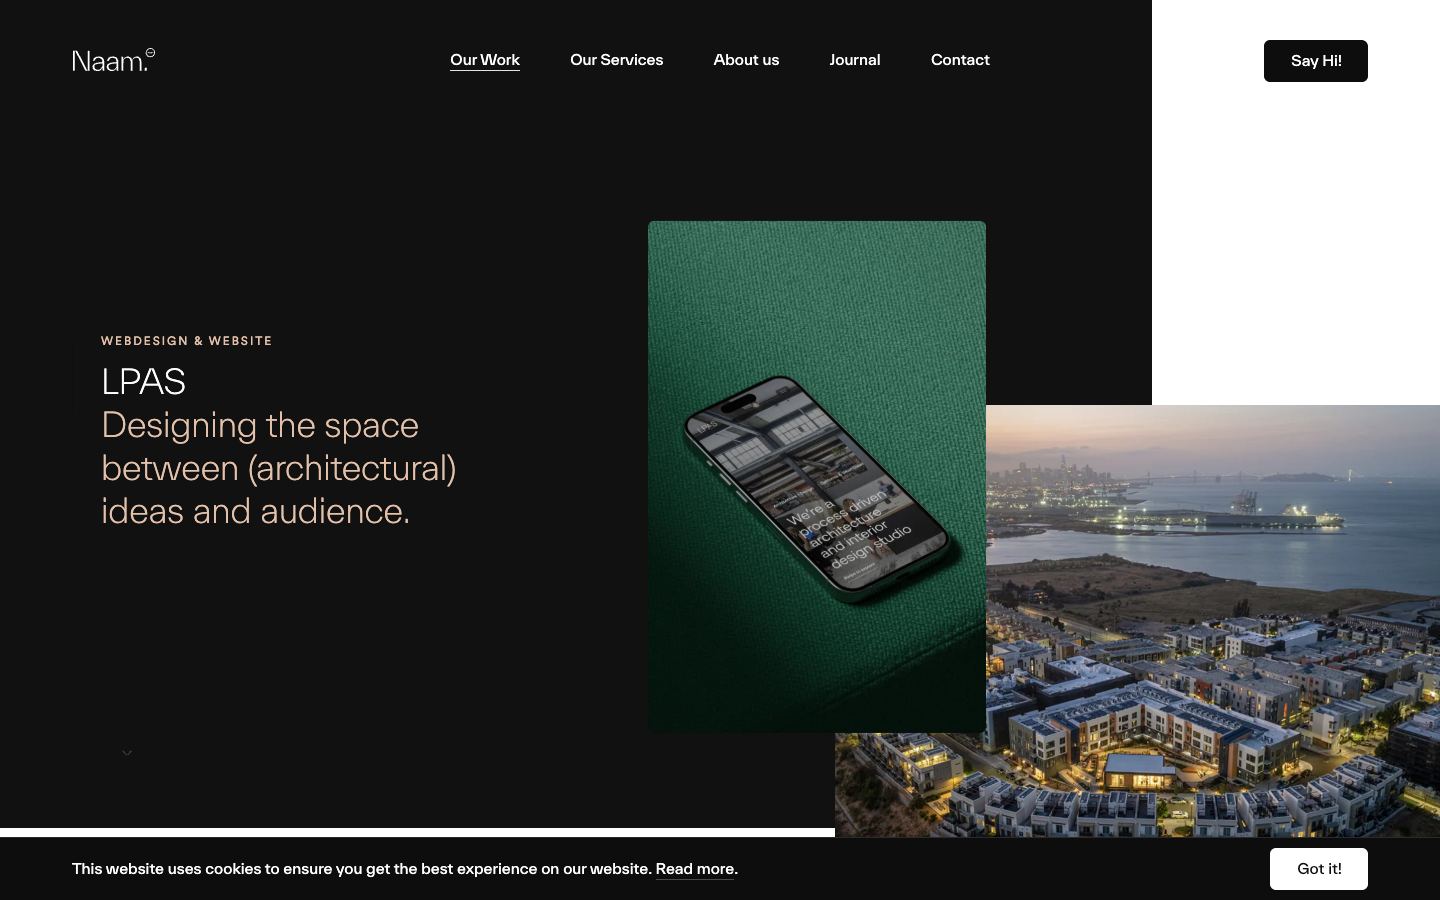 Naam.
Our Work
Our Services
About us
Journal
Contact
Say Hi!
WEBDESIGN & WEBSITE
LPAS
Designing the space
between (architectural)
ideas and audience.
LPAS
We're a
process driven
architecture
and interior
design studio
This website uses cookies to ensure you get the best experience on our website. Read more.
Got it!